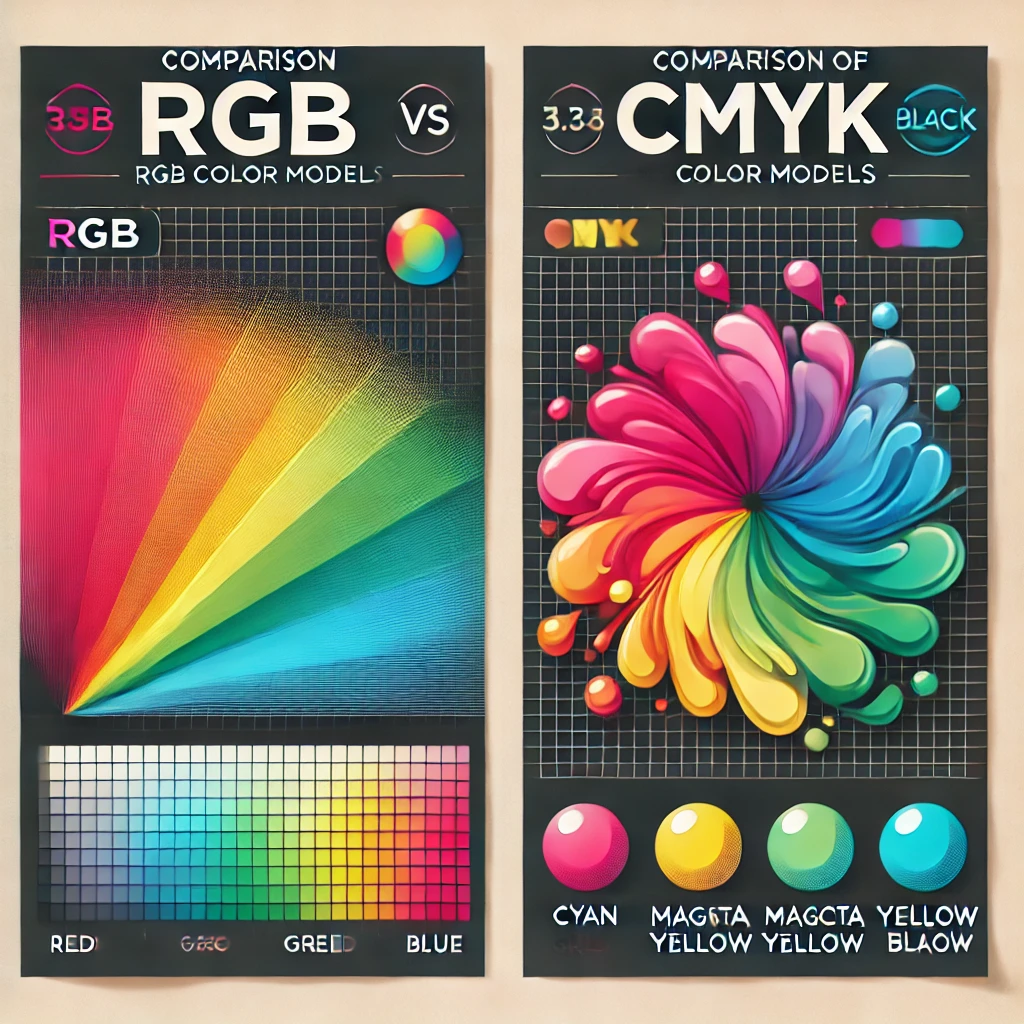 COMPARISON
3SB RGB VS
RGB COLOR MODELS
RGB
RED GREED BLUE
COMPARISON OF
3.38 CMYK BLACK
COLOR MODELS
CYAN MAGCTA YELLOW
YELLOW YELLOW BLAOW